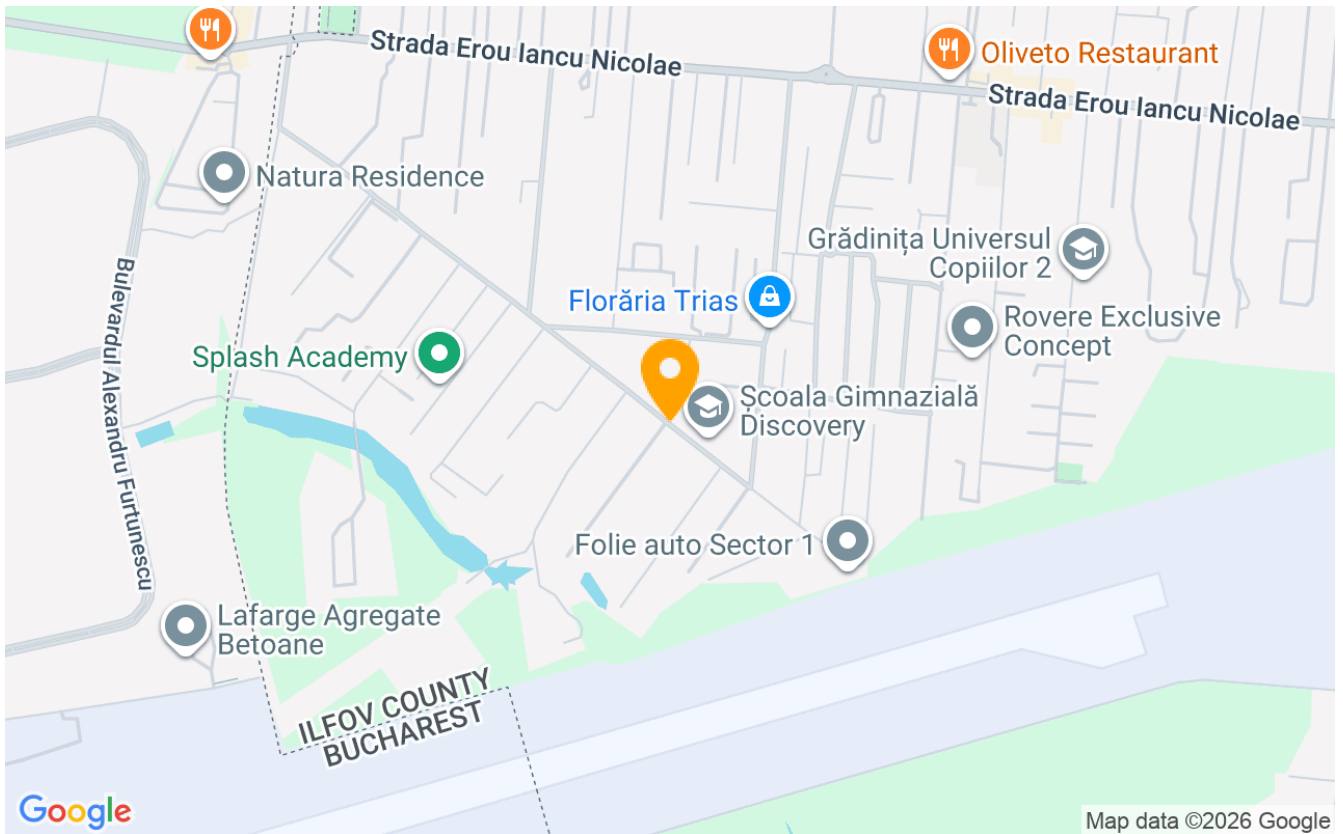 Strada Erou Iancu Nicolae
Oliveto Restaurant
Strada Erou Iancu Nicolae
Natura Residence
Grădinița Universul
Copiilor 2
Bulevardul Alexandru Furtunescu
Florăria Trias
Rovere Exclusive
Concept
Splash Academy
Școala Gimnazială
Discovery
Folie auto Sector 1
Lafarge Agregate
Betoane
ILFOV COUNTY
BUCHAREST
Google
Map data ©2026 Google